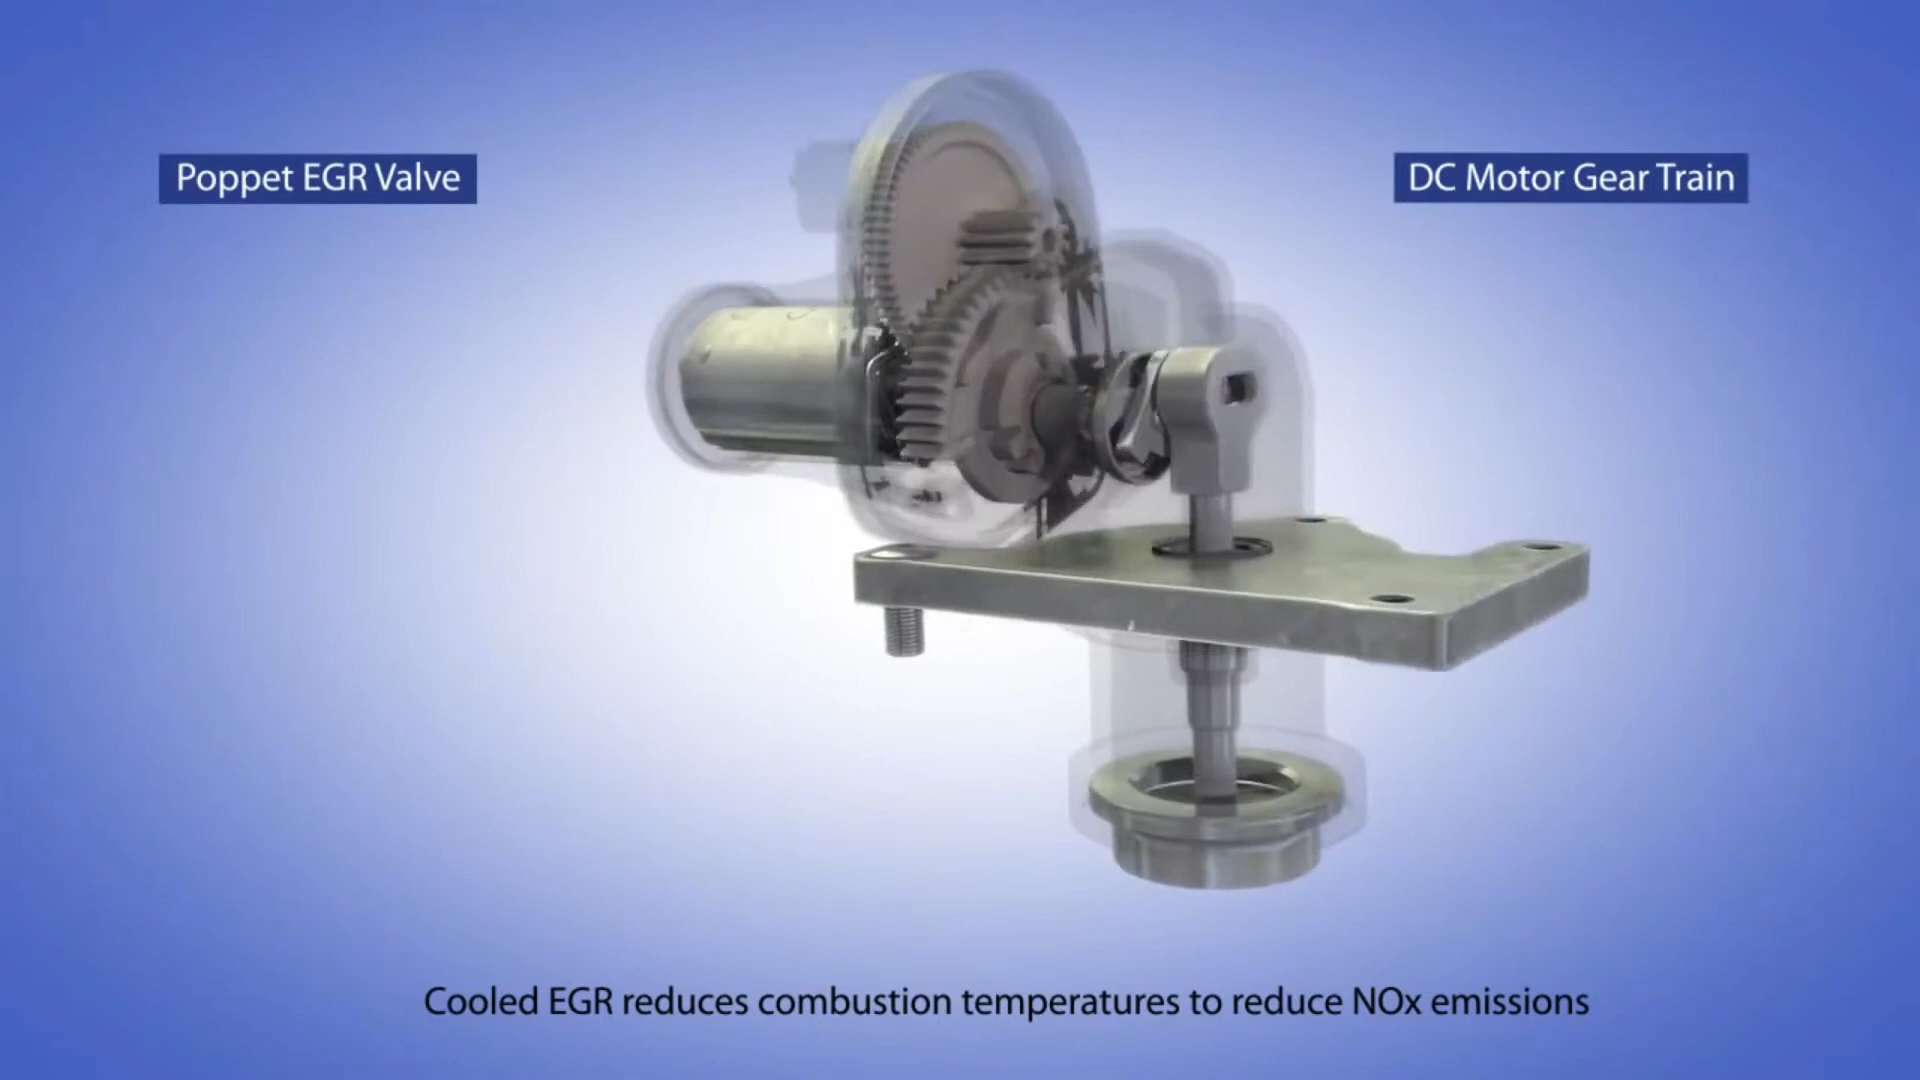 Poppet EGR Valve
DC Motor Gear Train
Cooled EGR reduces combustion temperatures to reduce NOx emissions